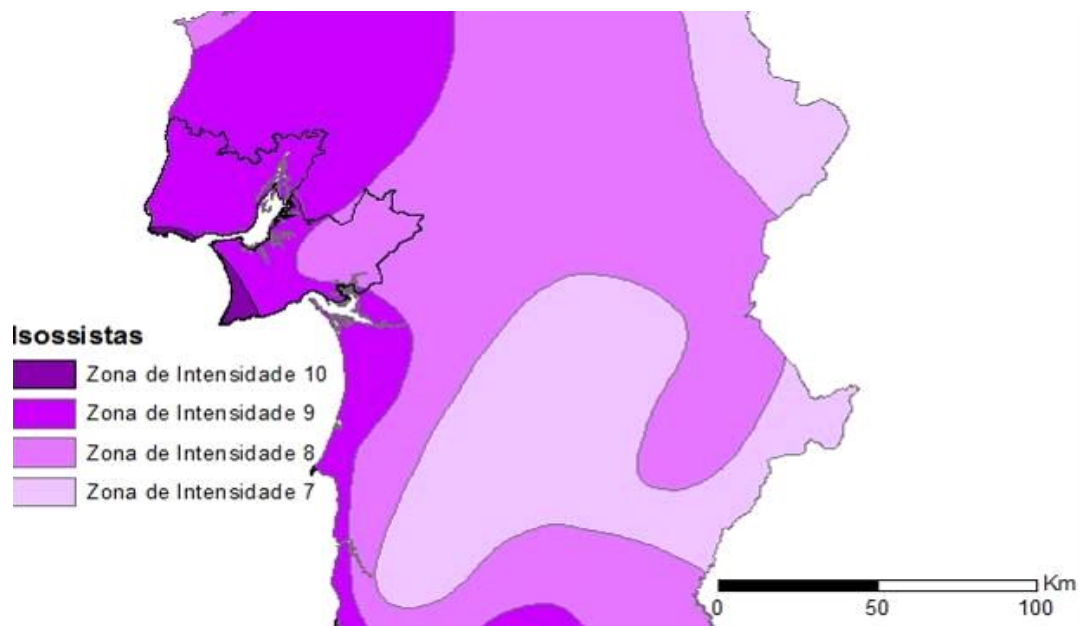 Isossistas
Zona de Intensidade 10
Zona de Intensidade 9
Zona de Intensidade 8
Zona de Intensidade 7
Km
0 50 100